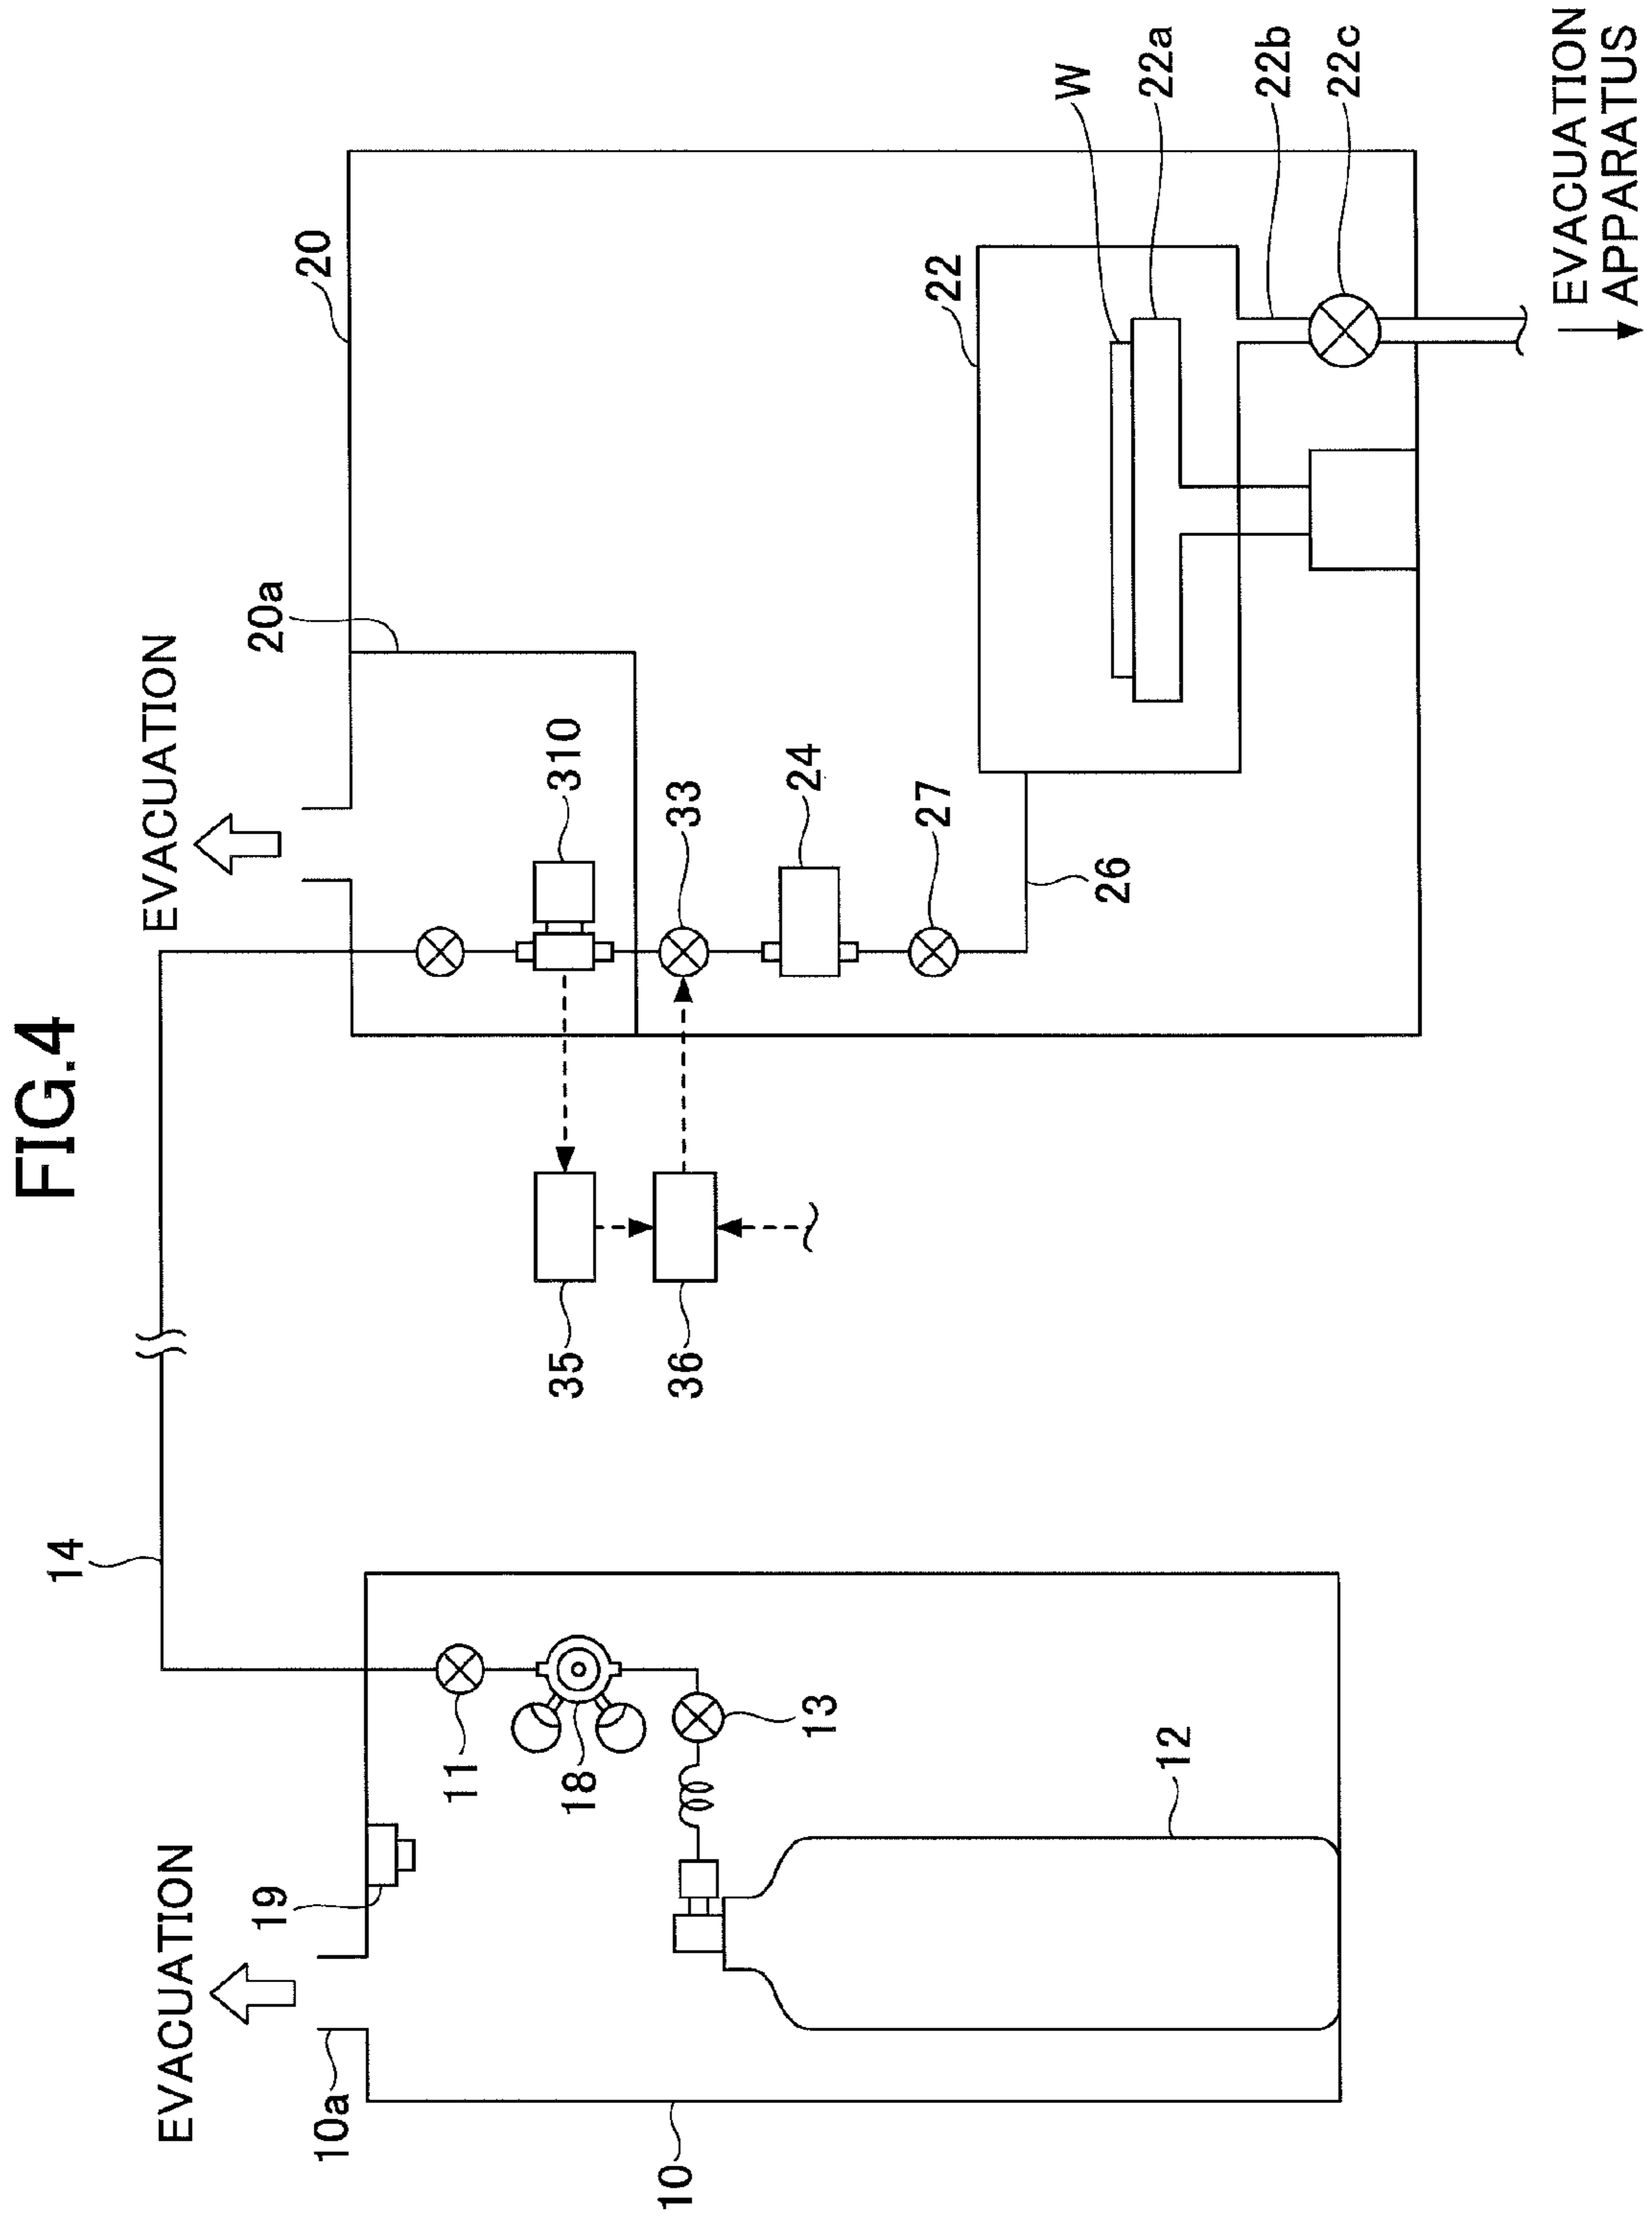 FIG.4
EVACUATION
EVACUATION
14
20
20a
10a
19
11
18
13
12
10
35
36
310
33
24
27
26
22
W
22a
22b
22c
EVACUATION
APPARATUS